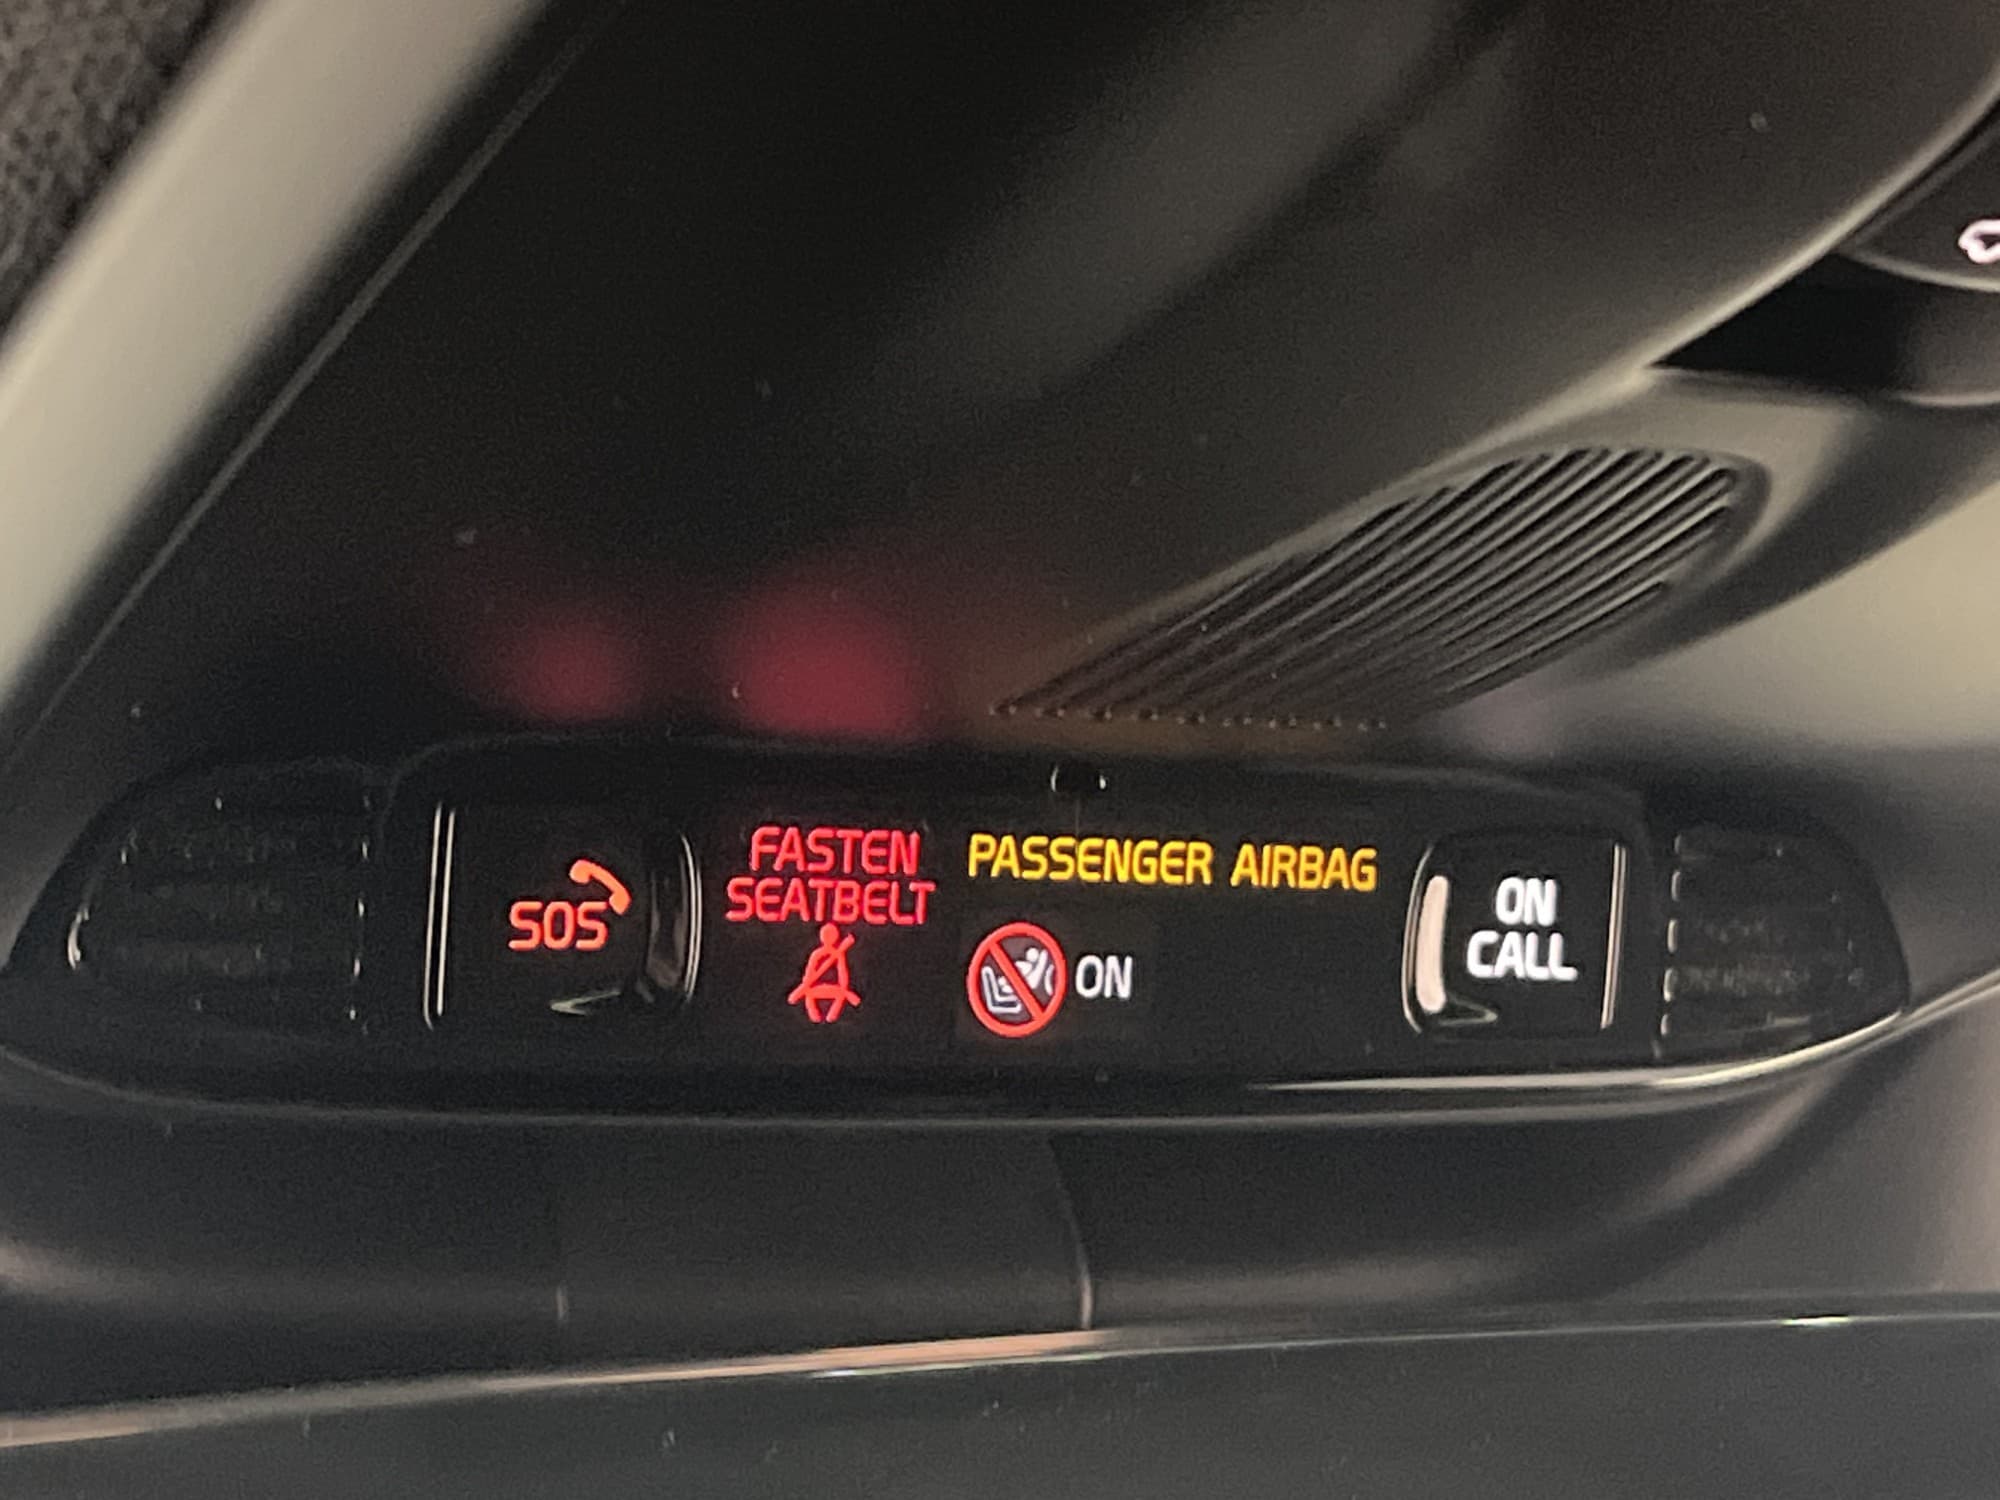 SOS
FASTEN
SEATBELT
PASSENGER AIRBAG
ON
ON
CALL